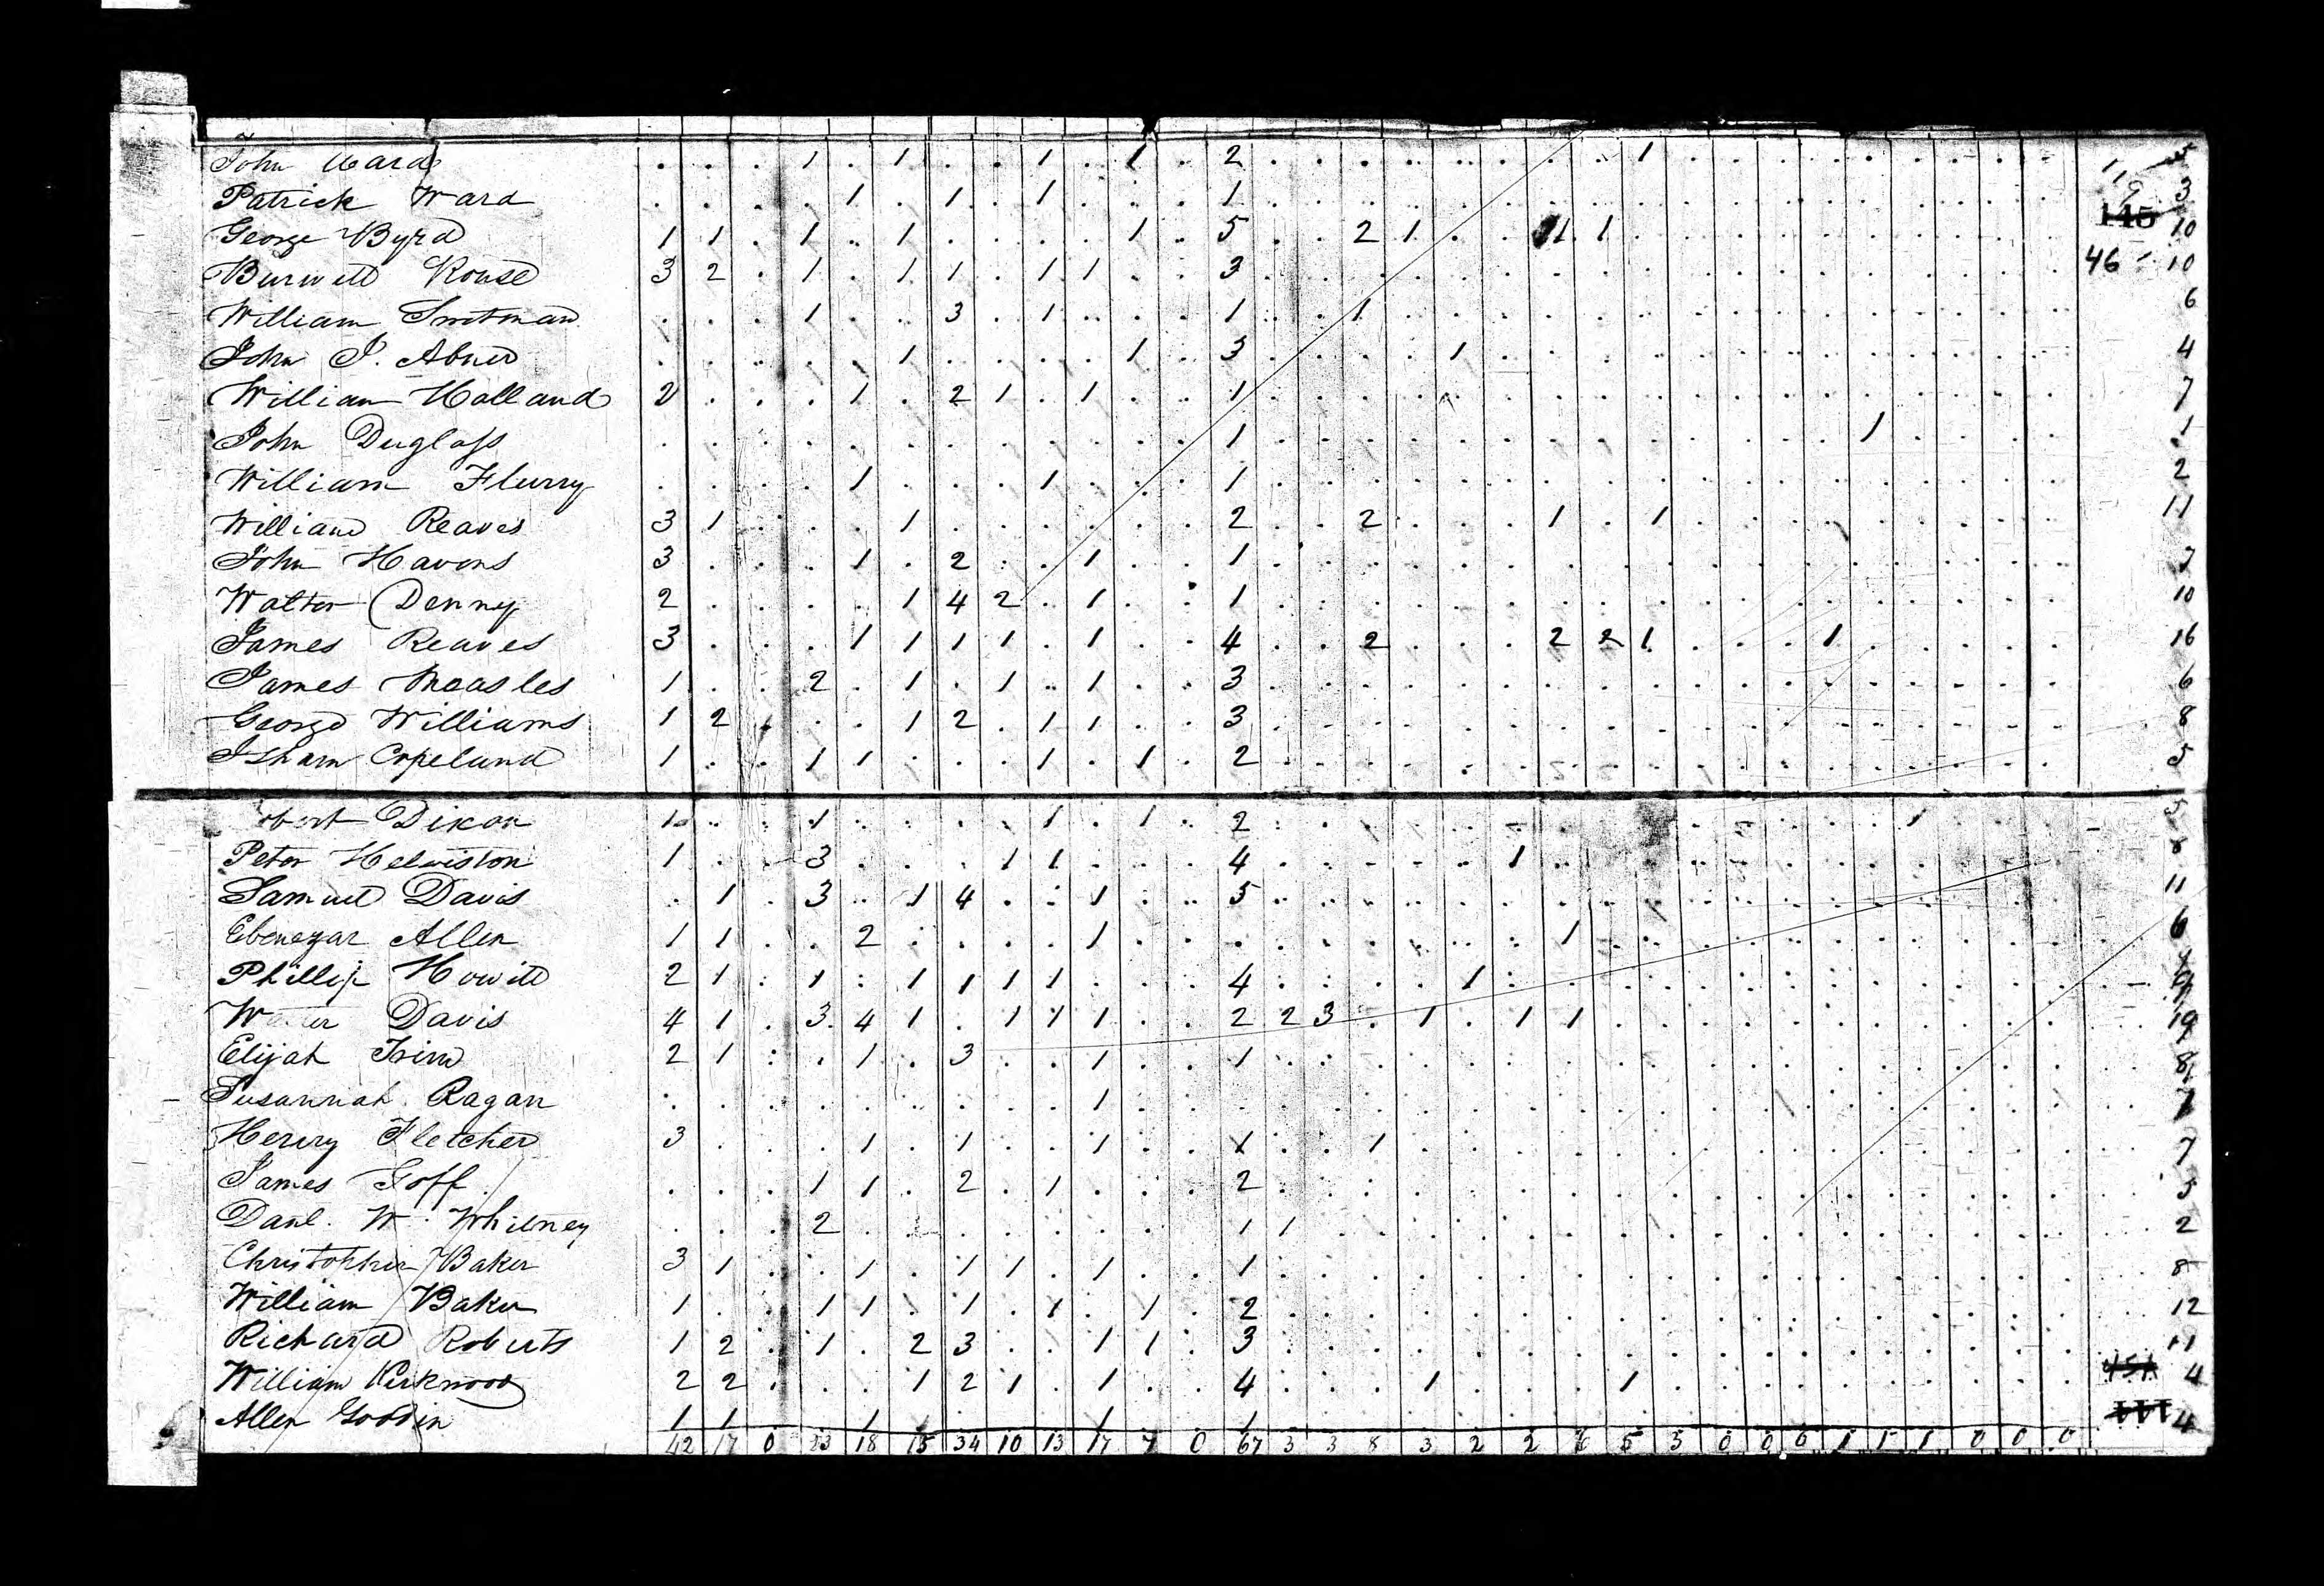 John Ward . . . 1 . 1 . . 1 . 1 . 2 . . . . . . . . 1 . . . . . . . . . 5
Patrick Ward . . . . 1 . 1 . 1 . . . 1 . . . . . . . . . . . . . . . . . . 119 3
George Byrd 1 1 . 1 . 1 . . . . 1 . 5 . . 2 1 . . 1 1 . . . . . . . . . . 145 10
Burwell Rouse 3 2 . 1 . 1 1 . 1 1 . . 3 . . . . . . . . . . . . . . . . . . 46 10
William . . . 1 . . 3 . 1 . . . 1 . . 1 . . . . . . . . . . . . . . . 6
John J. Abner . . . . . 1 . . . . 1 . 3 . . . . 1 . . . . . . . . . . . . . 4
William Holland 2 . . . 1 . 2 1 . 1 . . 1 . . . . . . . . . . . . . . . . . . 7
John Duglass . . . . . . . . . . . . 1 . . . . . . . . . . . . . 1 . . . . 1
William Flurry . . . . 1 . . . 1 . . . 1 . . . . . . . . . . . . . . . . . . 2
William Reaves 3 1 . . . 1 . . . . . . 2 . . 2 . . . 1 . 1 . . . . . . . . . 11
John Havens 3 . . . 1 . 2 . . 1 . . 1 . . . . . . . . . . . . . . . . . . 7
Walter Denny 2 . . . . 1 4 2 . 1 . . 1 . . . . . . . . . . . . . . . . . . 10
James Reaves 3 . . . 1 1 1 1 . 1 . . 4 . . 2 . . . 2 2 1 . . . 1 . . . . . 16
James Measles 1 . . 2 . 1 . 1 . 1 . . 3 . . . . . . . . . . . . . . . . . . 6
George Williams 1 2 . . . 1 2 . 1 1 . . 3 . . . . . . . . . . . . . . . . . . 8
Isham Copeland 1 . . 1 1 . . . 1 . 1 . 2 . . . . . . . . . . . . . . . . . . 5
obert Dixon 1 . . 1 . . . . 1 . 1 . 2 . . . . . . . . . . . . . . 1 . . . 5
Peter Helviston 1 . . 3 . . . 1 1 . . . 4 . . . . . 1 . . . . . . . . . . . . 8
Samuel Davis . 1 . 3 . 1 4 . . 1 . . 5 . . . . . . . . . . . . . . . . . . 11
Ebenezar Allen 1 1 . . 2 . . . . 1 . . . . . . . . . 1 . . . . . . . . . . . 6
Phillip Howill 2 1 . 1 . 1 1 1 1 . . . 4 . . . . 1 . . . . . . . . . . . . .
Davis 4 1 . 3 4 1 . 1 1 1 . . 2 2 3 . 1 . 1 1 . . . . . . . . . . . 19
Elijah Trim 2 1 . . 1 . 3 . . 1 . . 1 . . . . . . . . . . . . . . . . . . 8
Susannah Ragan . . . . . . . . . 1 . . . . . . . . . . . . . . . . . . . . . 1
Henry Fletcher 3 . . . 1 . 1 . . 1 . . 1 . . 1 . . . . . . . . . . . . . . . 7
James Goff . . . 1 1 . 2 . 1 . . . 2 . . . . . . . . . . . . . . . . . . 5
Danl. W. Whitney . . . 2 . . . . . . . . 1 1 . . . . . . . . . . . . . . . . . 2
Christopher Baker 3 1 . . 1 . 1 1 . 1 . . 1 . . . . . . . . . . . . . . . . . . 8
William Baker 1 . . 1 1 . 1 . 1 . 1 . 2 . . . . . . . . . . . . . . . . . . 12
Richard Roberts 1 2 . 1 . 2 3 . . 1 1 . 3 . . . . . . . . . . . . . . . . . . 11
William Kirkwood 2 2 . . . 1 2 1 . 1 . . 4 . . . 1 . . . 1 . . . . . . . . . . 4
Allen Goodin 1 1 . . 1 . . . . 1 . . 1 . . . . . . . . . . . . . . . . . . 4
42 17 0 23 18 15 34 10 13 17 7 0 67 3 3 8 3 2 2 6 5 3 0 0 0 1 1 1 0 0 0